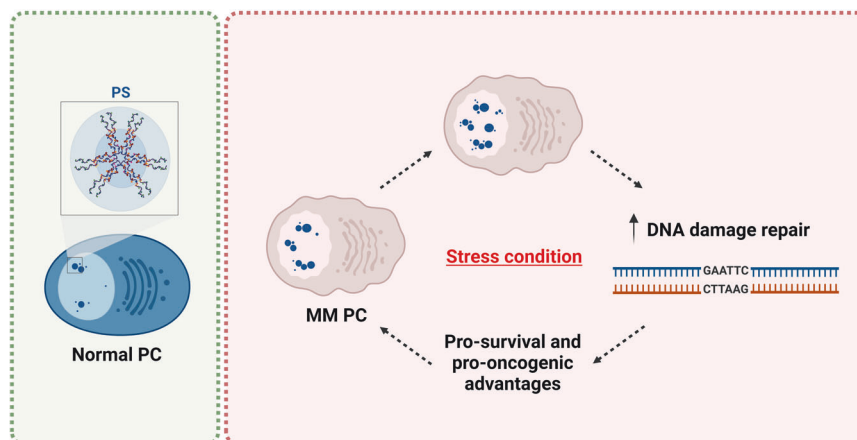 PS
Normal PC
MM PC
Stress condition
DNA damage repair
GAATTC
CTTAAG
Pro-survival and
pro-oncogenic
advantages